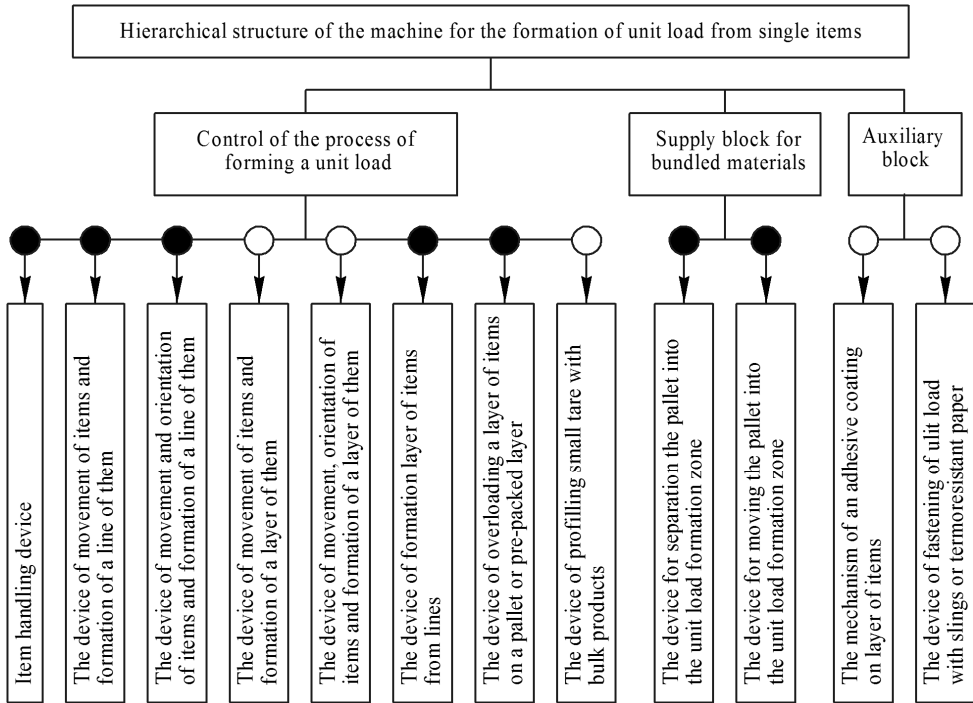 Hierarchical structure of the machine for the formation of unit load from single items
Control of the process of
forming a unit load
Supply block for
bundled materials
Auxiliary
block
Item handling device
The device of movement of items and
formation of a line of them
The device of movement and orientation
of items and formation of a line of them
The device of movement of items and
formation of a layer of them
The device of movement, orientation of
items and formation of a layer of them
The device of formation layer of items
from lines
The device of overloading a layer of items
on a pallet or pre-packed layer
The device of profilling small tare with
bulk products
The device for separation the pallet into
the unit load formation zone
The device for moving the pallet into
the unit load formation zone
The mechanism of an adhesive coating
on layer of items
The device of fastening of ulit load
with slings or termoresistant paper